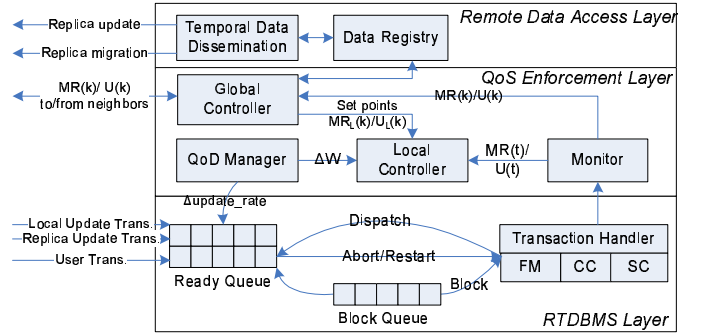 Remote Data Access Layer
Replica update
Temporal Data
Dissemination
Data Registry
Replica migration
QoS Enforcement Layer
MR(k)/ U(k)
to/from neighbors
Global
Controller
MR(k)/U(k)
Set points
MRL(k)/UL(k)
QoD Manager
ΔW
Local
Controller
MR(t)/
U(t)
Monitor
Δupdate_rate
Local Update Trans.
Replica Update Trans.
User Trans.
Ready Queue
Dispatch
Abort/Restart
Block
Block Queue
Transaction Handler
FM
CC
SC
RTDBMS Layer